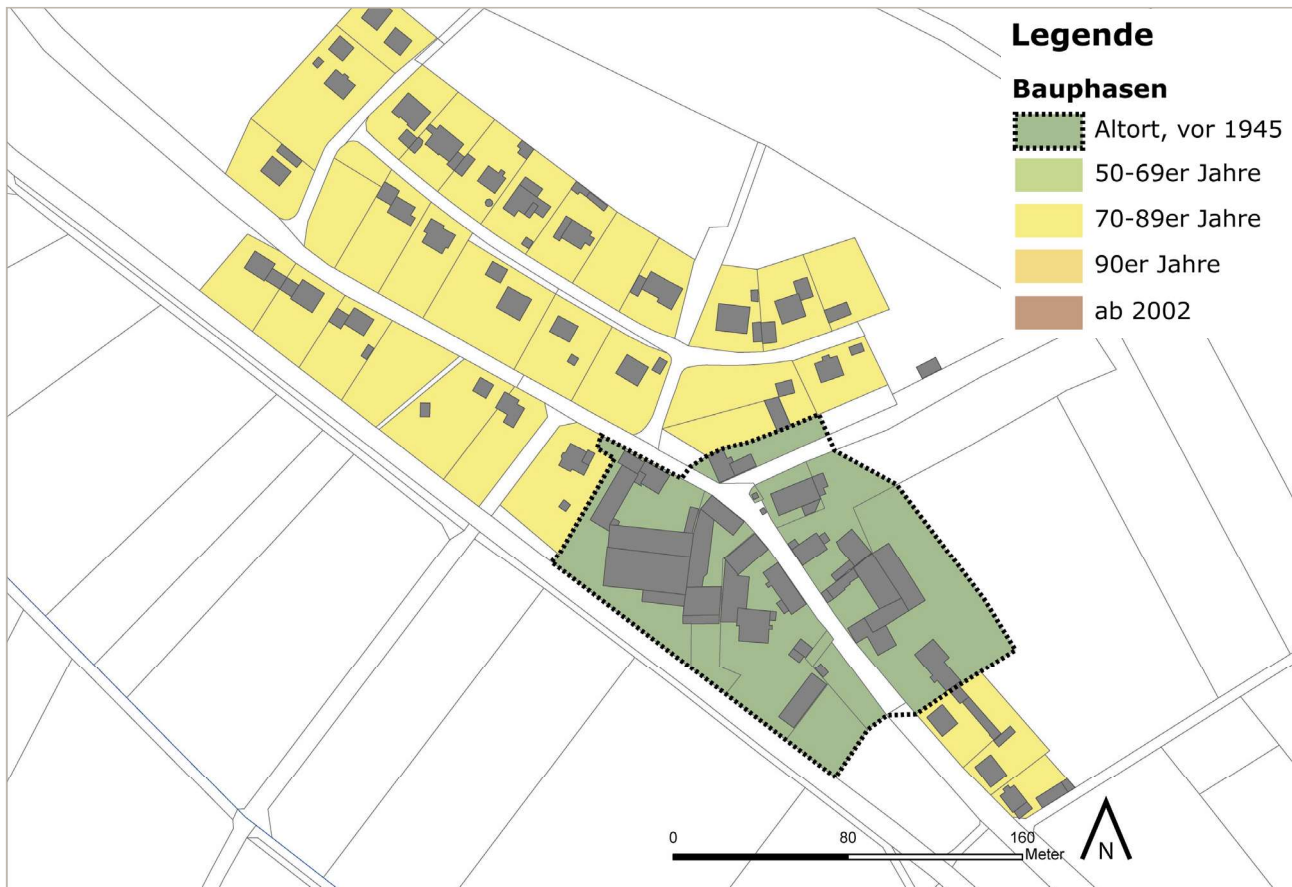 Legende
Bauphasen
Altort, vor 1945
50-69er Jahre
70-89er Jahre
90er Jahre
ab 2002
0 80 160
Meter
N